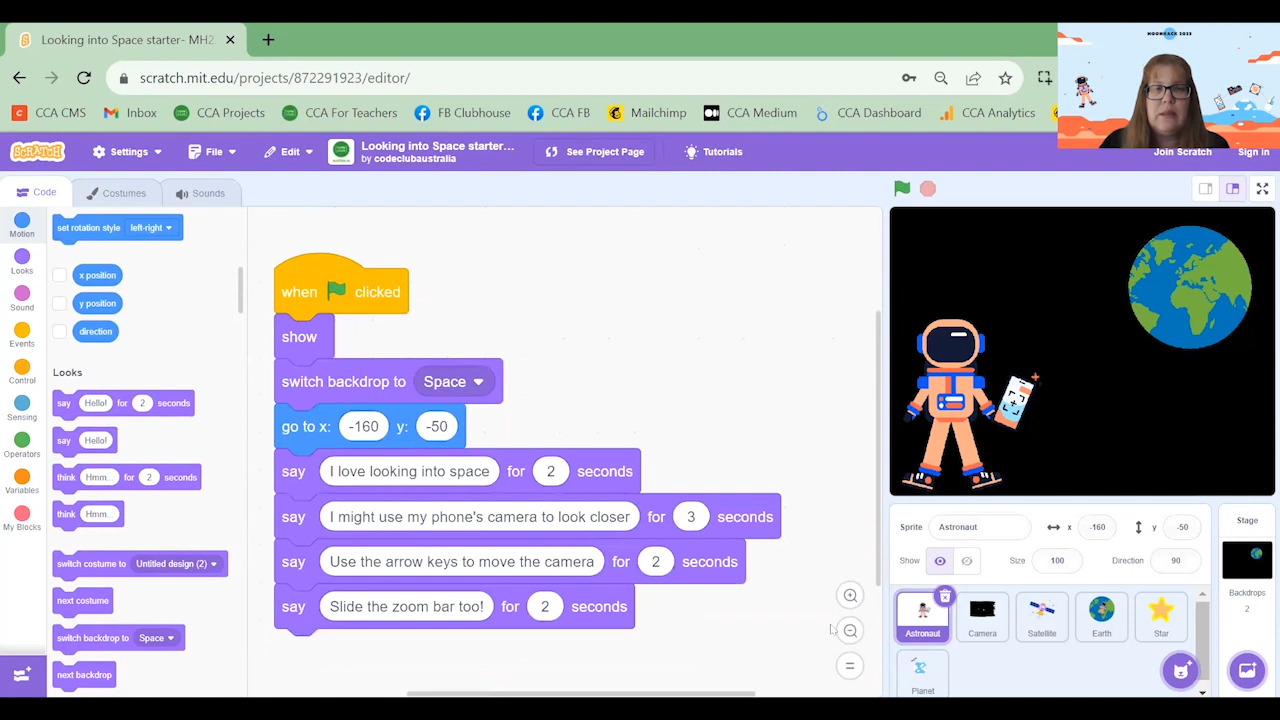 Looking into Space starter- MH2
scratch.mit.edu/projects/872291923/editor/
MOONHACK 2023
CCA CMS
Inbox
CCA Projects
CCA For Teachers
FB Clubhouse
CCA FB
Mailchimp
CCA Medium
CCA Dashboard
CCA Analytics
SCRATCH
Settings
File
Edit
Looking into Space starter...
by codeclubaustralia
See Project Page
Tutorials
Join Scratch
Sign in
Code
Costumes
Sounds
Motion
Looks
Sound
Events
Control
Sensing
Operators
Variables
My Blocks
set rotation style left-right
x position
y position
direction
Looks
say Hello! for 2 seconds
say Hello!
think Hmm... for 2 seconds
think Hmm...
switch costume to Untitled design (2)
next costume
switch backdrop to Space
next backdrop
when clicked
show
switch backdrop to Space
go to x: -160 y: -50
say I love looking into space for 2 seconds
say I might use my phone's camera to look closer for 3 seconds
say Use the arrow keys to move the camera for 2 seconds
say Slide the zoom bar too! for 2 seconds
Sprite Astronaut x -160 y -50
Show Size 100 Direction 90
Astronaut
Camera
Satellite
Earth
Star
Planet
Stage
Backdrops
2